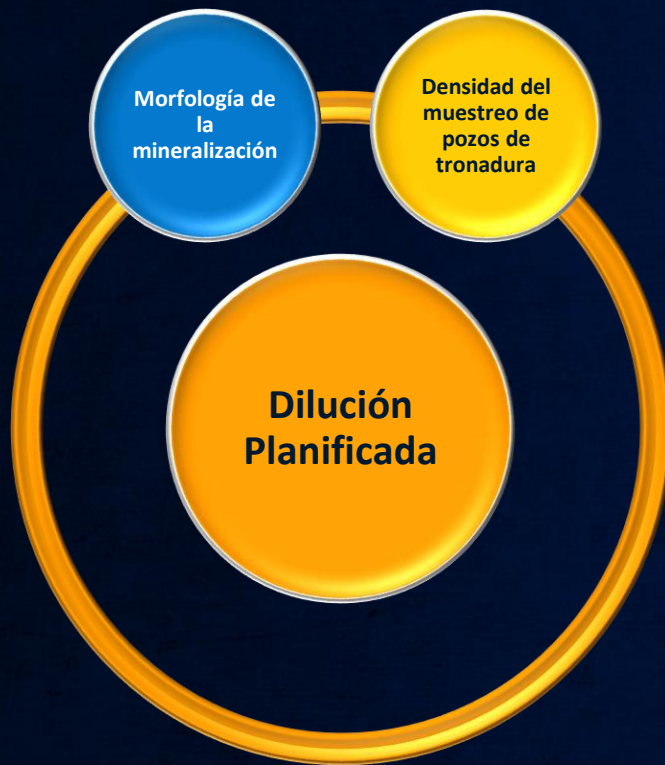 Morfología de
la
mineralización
Densidad del
muestreo de
pozos de
tronadura
Dilución
Planificada